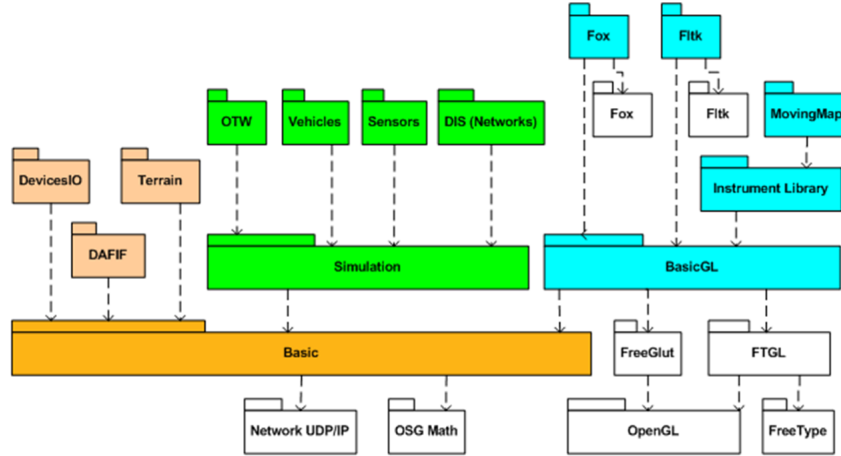 Fox
Fltk
OTW
Vehicles
Sensors
DIS (Networks)
Fox
Fltk
MovingMap
DevicesIO
Terrain
Instrument Library
DAFIF
Simulation
BasicGL
Basic
FreeGlut
FTGL
Network UDP/IP
OSG Math
OpenGL
FreeType